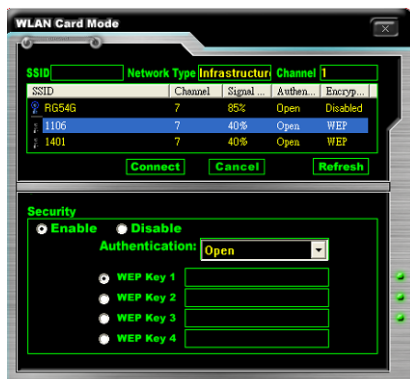 WLAN Card Mode
SSID Network Type Infrastructure Channel 1
SSID Channel Signal ... Authen... Encryp...
RG54G 7 85% Open Disabled
1106 7 40% Open WEP
1401 7 40% Open WEP
Connect Cancel Refresh
Security
Enable Disable
Authentication: Open
WEP Key 1
WEP Key 2
WEP Key 3
WEP Key 4